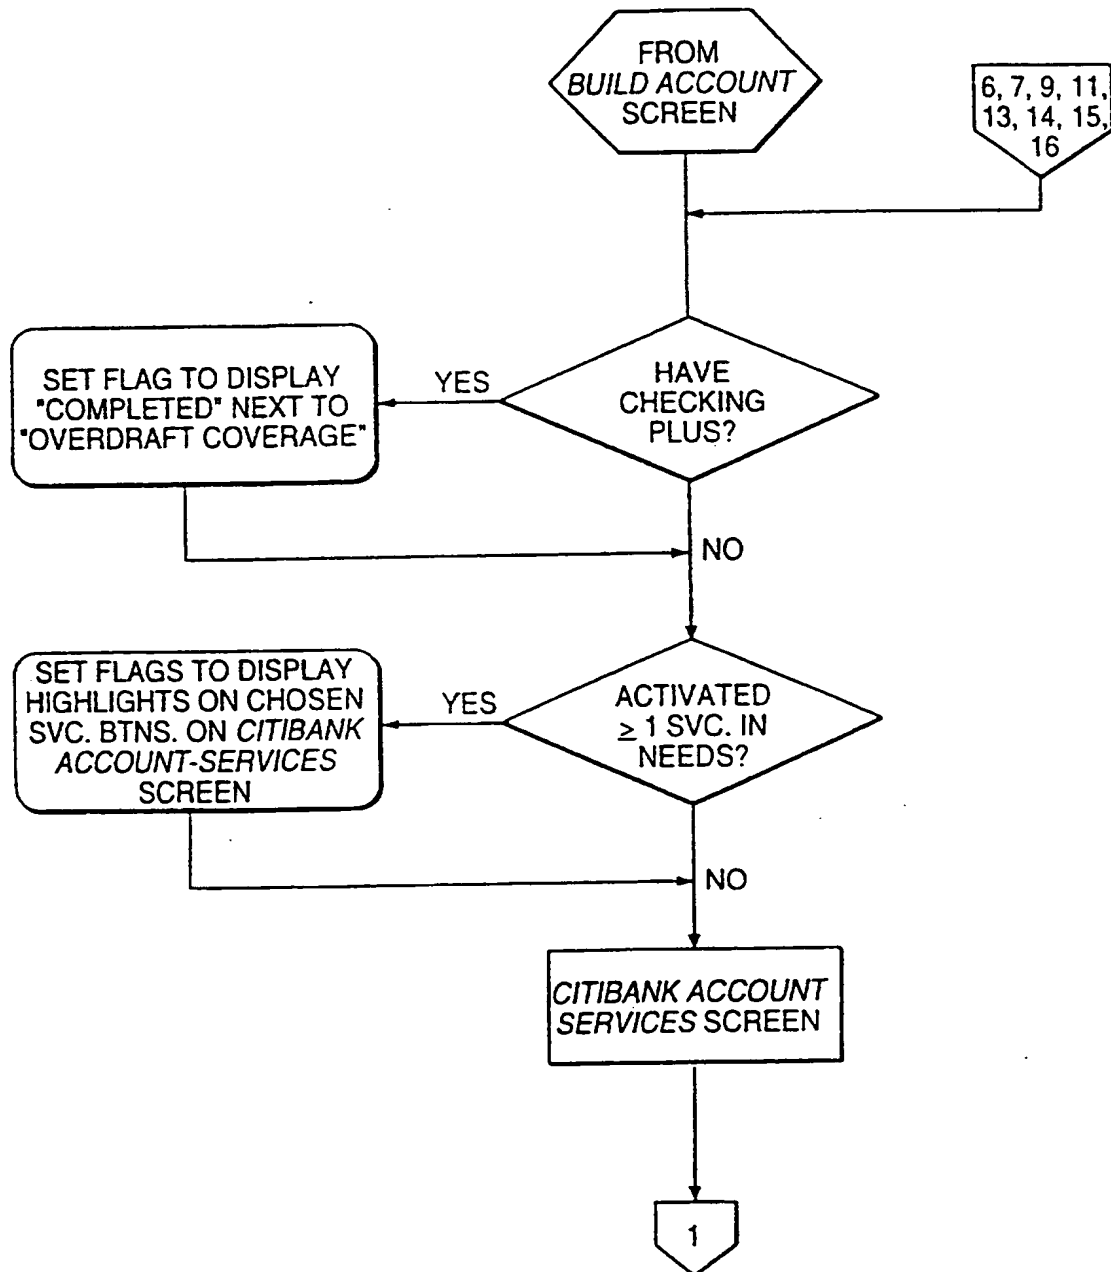 FROM
BUILD ACCOUNT
SCREEN
6, 7, 9, 11,
13, 14, 15,
16
HAVE
CHECKING
PLUS?
YES
SET FLAG TO DISPLAY
"COMPLETED" NEXT TO
"OVERDRAFT COVERAGE"
NO
ACTIVATED
≥ 1 SVC. IN
NEEDS?
YES
SET FLAGS TO DISPLAY
HIGHLIGHTS ON CHOSEN
SVC. BTNS. ON CITIBANK
ACCOUNT-SERVICES
SCREEN
NO
CITIBANK ACCOUNT
SERVICES SCREEN
1